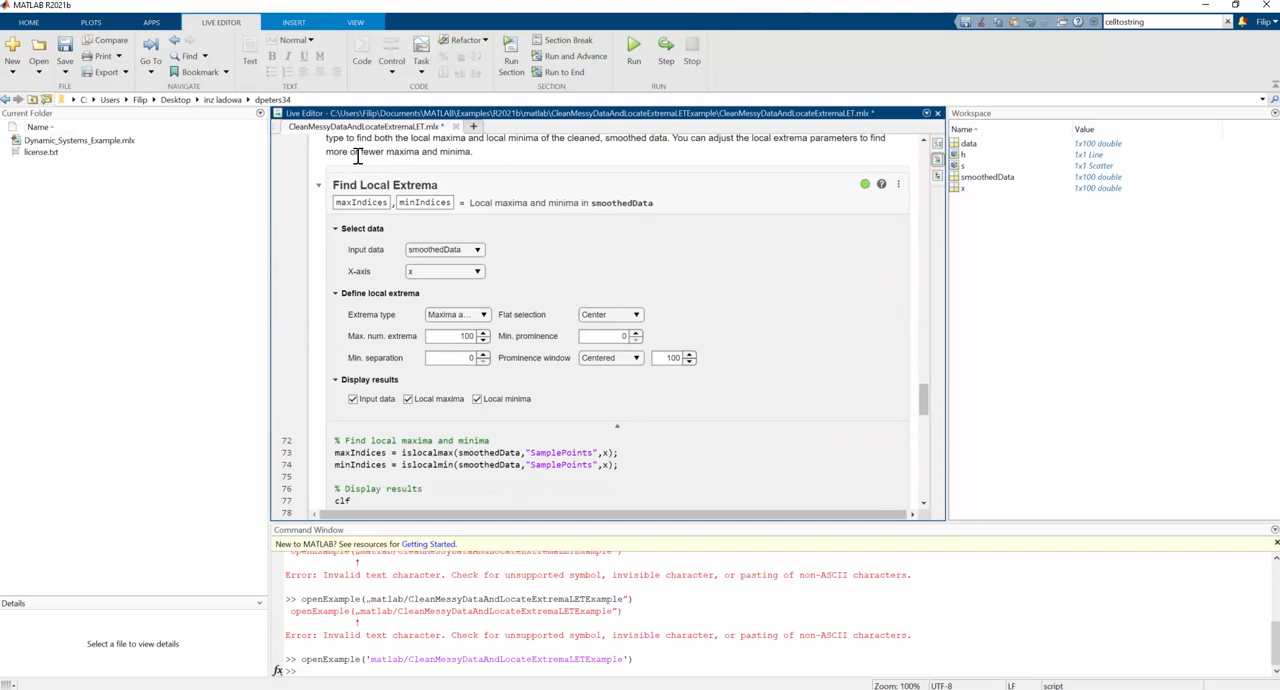 MATLAB R2021b
HOME PLOTS APPS LIVE EDITOR INSERT VIEW celltostring Filip
New Open Save Compare Print Export Go To Find Bookmark Text Normal B I U M Code Control Task Refactor Run Section Section Break Run and Advance Run to End Run Step Stop
FILE NAVIGATE TEXT CODE SECTION RUN
C: Users Filip Desktop inz ladowa dpeters34
Current Folder
Name
Dynamic_Systems_Example.mlx
license.txt
Details
Select a file to view details
Live Editor - C:\Users\Filip\Documents\MATLAB\Examples\R2021b\matlab\CleanMessyDataAndLocateExtremaLETExample\CleanMessyDataAndLocateExtremaLET.mlx *
CleanMessyDataAndLocateExtremaLET.mlx *
type to find both the local maxima and local minima of the cleaned, smoothed data. You can adjust the local extrema parameters to find
more or fewer maxima and minima.
Find Local Extrema
maxIndices , minIndices = Local maxima and minima in smoothedData
Select data
Input data smoothedData
X-axis x
Define local extrema
Extrema type Maxima a... Flat selection Center
Max. num. extrema 100 Min. prominence 0
Min. separation 0 Prominence window Centered 100
Display results
Input data Local maxima Local minima
72 % Find local maxima and minima
73 maxIndices = islocalmax(smoothedData,"SamplePoints",x);
74 minIndices = islocalmin(smoothedData,"SamplePoints",x);
75
76 % Display results
77 clf
78
Workspace
Name Value
data 1x100 double
h 1x1 Line
s 1x1 Scatter
smoothedData 1x100 double
x 1x100 double
Command Window
New to MATLAB? See resources for Getting Started.
openExample(„matlab/CleanMessyDataAndLocateExtremaLETExample”)
Error: Invalid text character. Check for unsupported symbol, invisible character, or pasting of non-ASCII characters.
>> openExample(„matlab/CleanMessyDataAndLocateExtremaLETExample”)
openExample(„matlab/CleanMessyDataAndLocateExtremaLETExample”)
Error: Invalid text character. Check for unsupported symbol, invisible character, or pasting of non-ASCII characters.
>> openExample('matlab/CleanMessyDataAndLocateExtremaLETExample')
fx >>
Zoom: 100% UTF-8 LF script